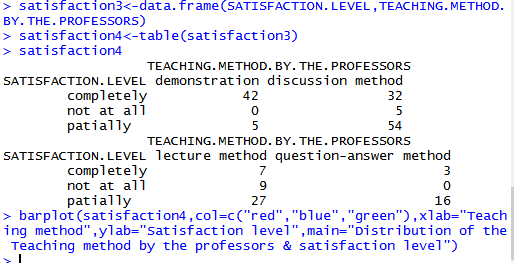 > satisfaction3<-data.frame(SATISFACTION.LEVEL,TEACHING.METHOD.
BY.THE.PROFESSORS)
> satisfaction4<-table(satisfaction3)
> satisfaction4
TEACHING.METHOD.BY.THE.PROFESSORS
SATISFACTION.LEVEL demonstration discussion method
completely 42 32
not at all 0 5
patially 5 54
TEACHING.METHOD.BY.THE.PROFESSORS
SATISFACTION.LEVEL lecture method question-answer method
completely 7 3
not at all 9 0
patially 27 16
> barplot(satisfaction4,col=c("red","blue","green"),xlab="Teach
ing method",ylab="Satisfaction level",main="Distribution of the
Teaching method by the professors & satisfaction level")
>